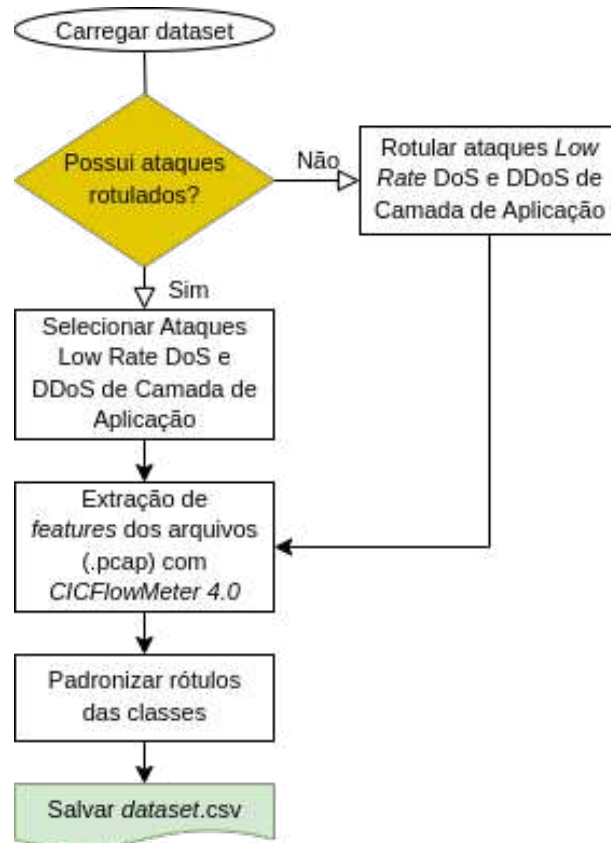 Carregar dataset
Possui ataques
rotulados?
Não
Rotular ataques Low
Rate DoS e DDoS de
Camada de Aplicação
Sim
Selecionar Ataques
Low Rate DoS e
DDoS de Camada de
Aplicação
Extração de
features dos arquivos
(.pcap) com
CICFlowMeter 4.0
Padronizar rótulos
das classes
Salvar dataset.csv